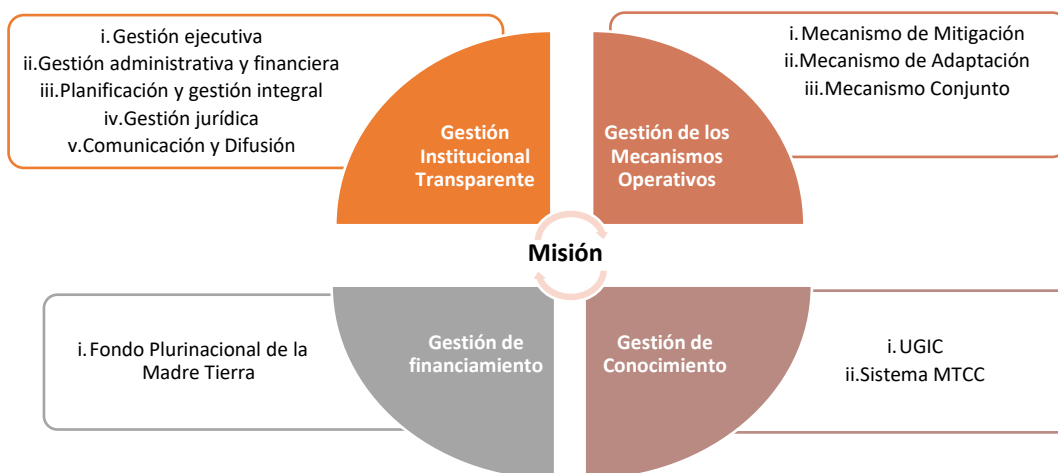 i.Gestión ejecutiva
ii.Gestión administrativa y financiera
iii.Planificación y gestión integral
iv.Gestión jurídica
v.Comunicación y Difusión
Gestión
Institucional
Transparente
Gestión de los
Mecanismos
Operativos
i.Mecanismo de Mitigación
ii.Mecanismo de Adaptación
iii.Mecanismo Conjunto
Misión
i.Fondo Plurinacional de la
Madre Tierra
Gestión de
financiamiento
Gestión de
Conocimiento
i.UGIC
ii.Sistema MTCC